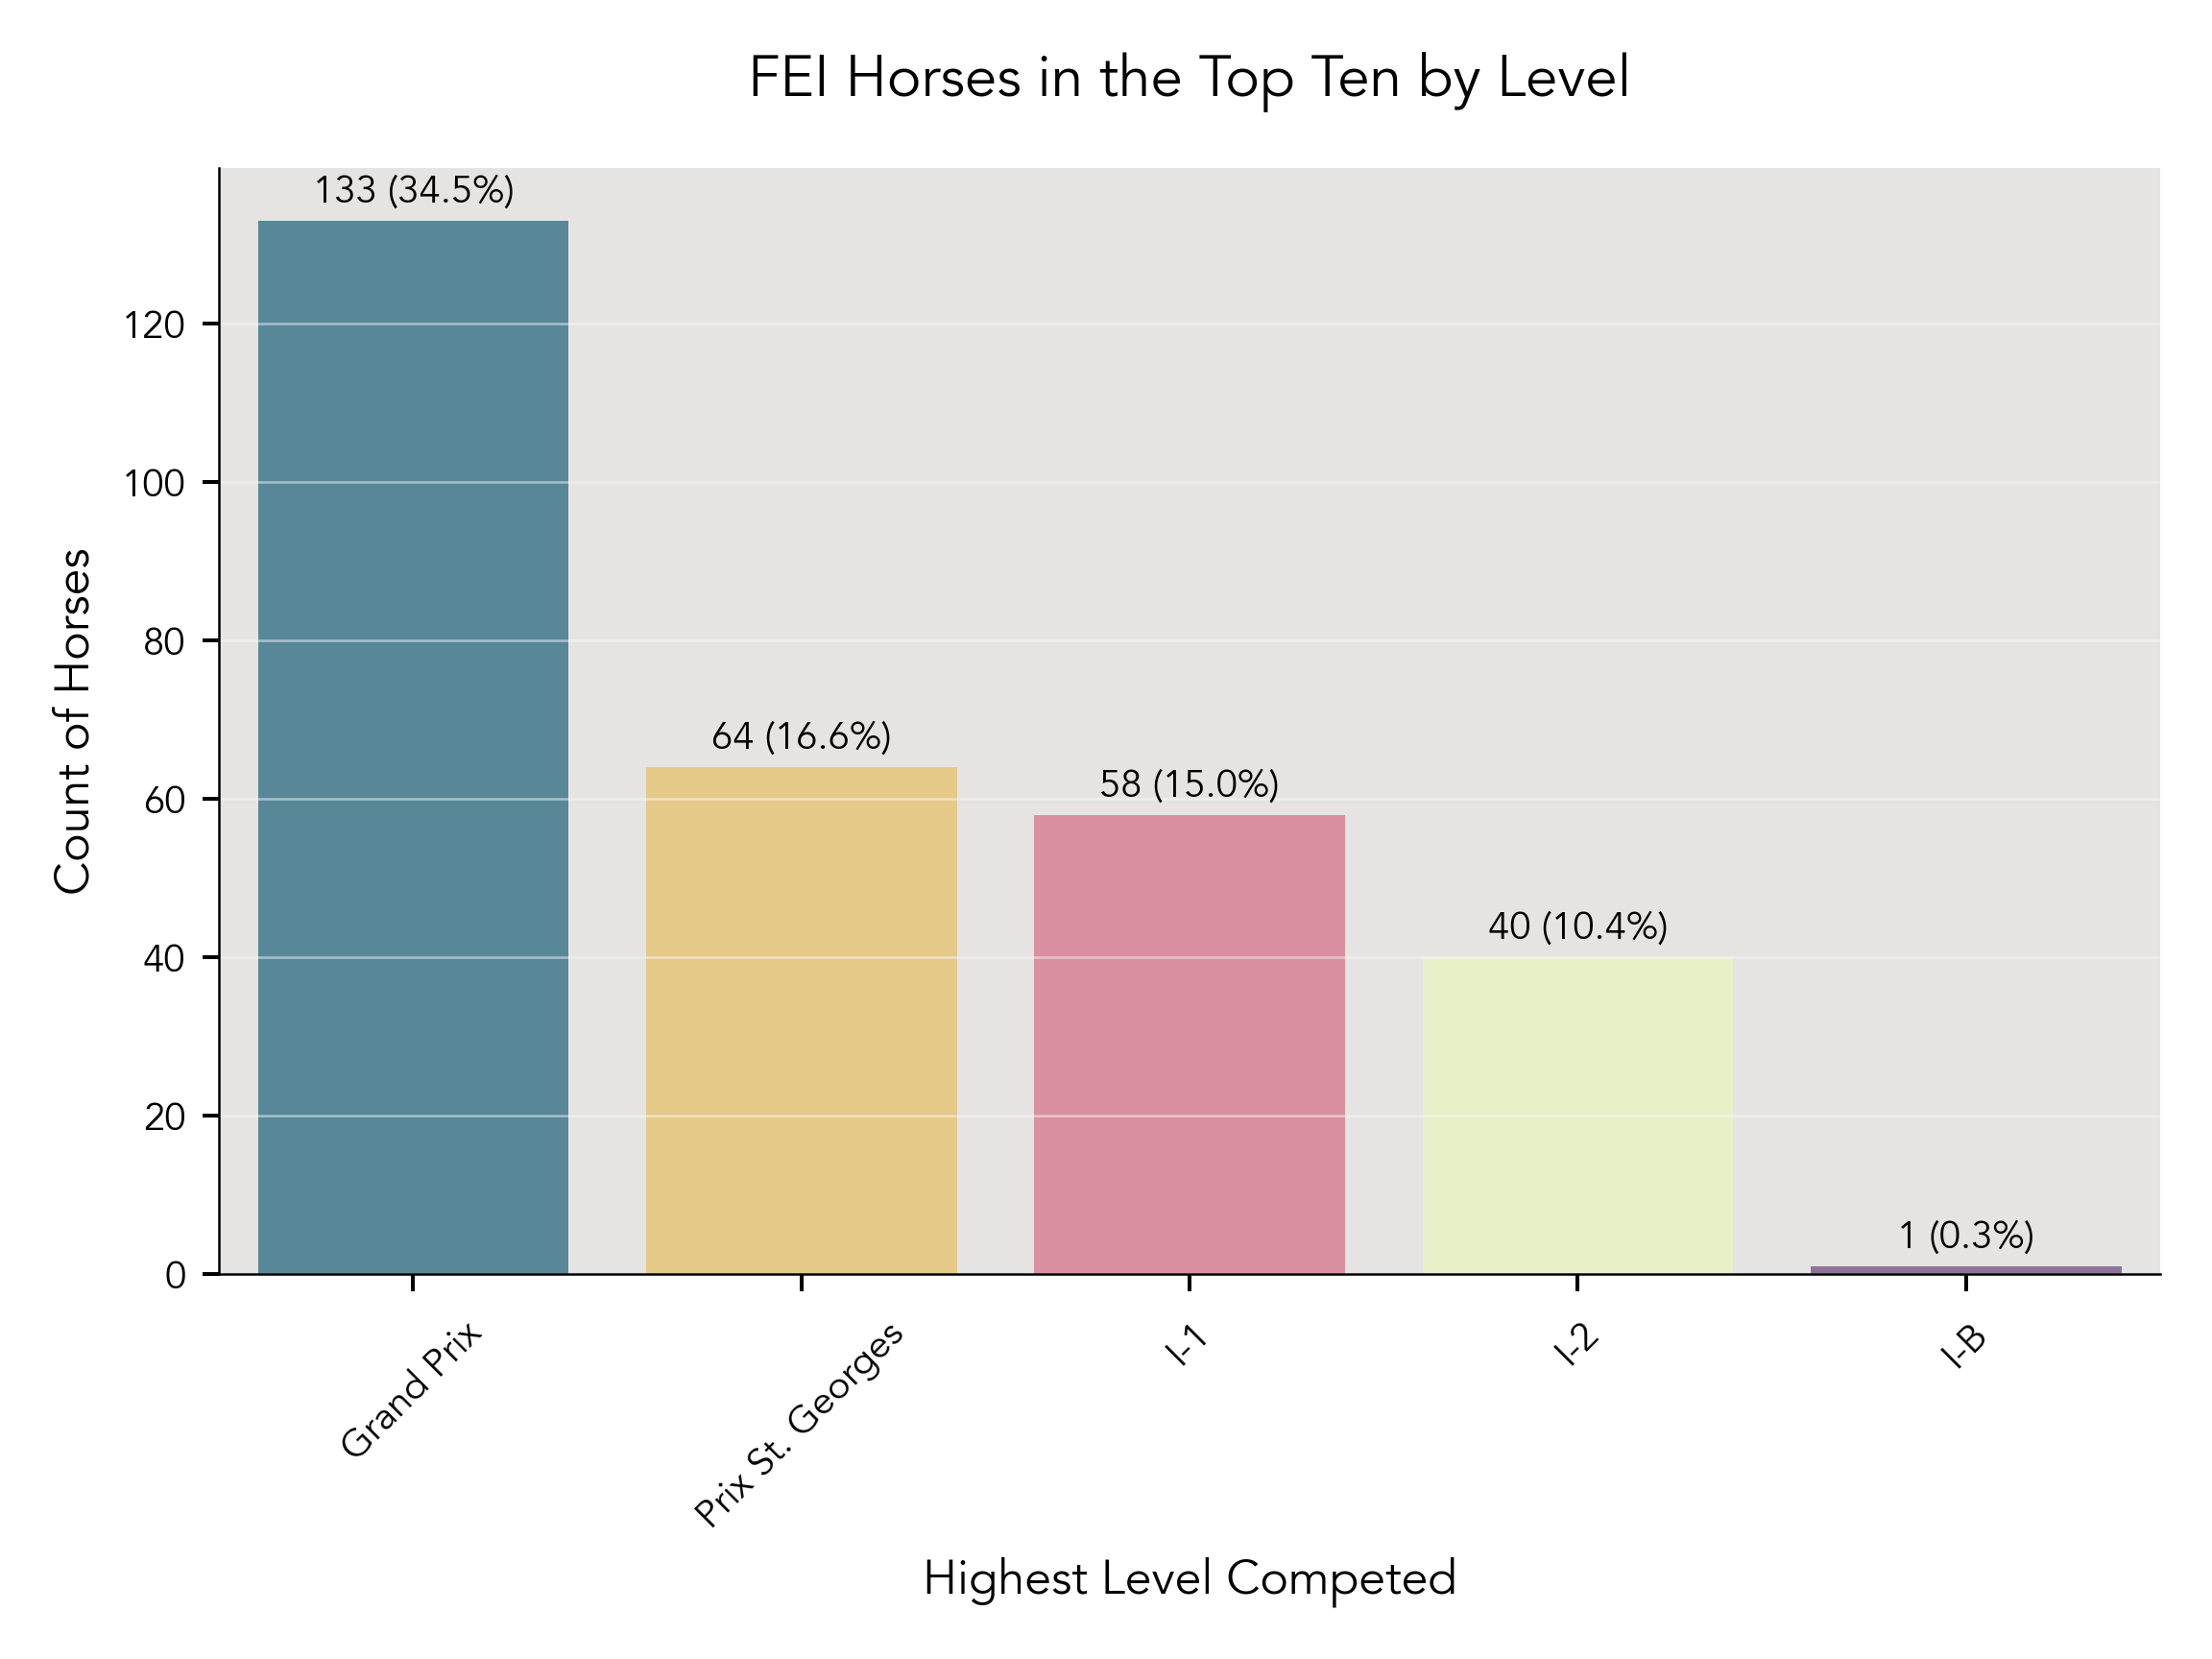 FEI Horses in the Top Ten by Level
133 (34.5%)
64 (16.6%)
58 (15.0%)
40 (10.4%)
1 (0.3%)
Count of Horses
120
100
80
60
40
20
0
Grand Prix
Prix St. Georges
I-1
I-2
I-B
Highest Level Competed